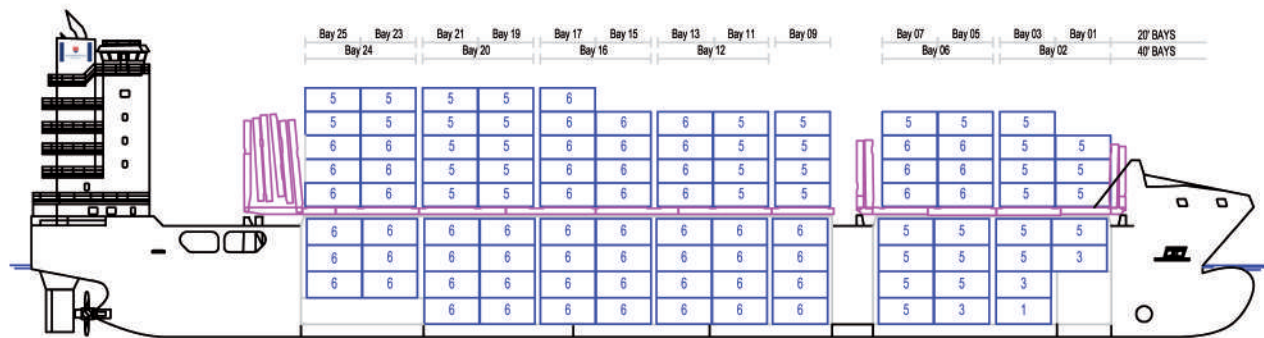 Bay 25 Bay 23 Bay 21 Bay 19 Bay 17 Bay 15 Bay 13 Bay 11 Bay 09 Bay 07 Bay 05 Bay 03 Bay 01 20' BAYS
Bay 24 Bay 20 Bay 16 Bay 12 Bay 06 Bay 02 40' BAYS
5 5 5 5 6
5 5 5 5 6 6 6 5 5 5 5 5
6 6 5 5 6 6 6 5 5 6 6 5 5
6 6 5 5 6 6 6 5 5 6 6 5 5
6 6 5 5 6 6 6 5 5 6 6 5 5
6 6 6 6 6 6 6 6 6 5 5 5 5
6 6 6 6 6 6 6 6 6 5 5 5 3
6 6 6 6 6 6 6 6 6 5 5 3
6 6 6 6 6 6 6 5 3 1